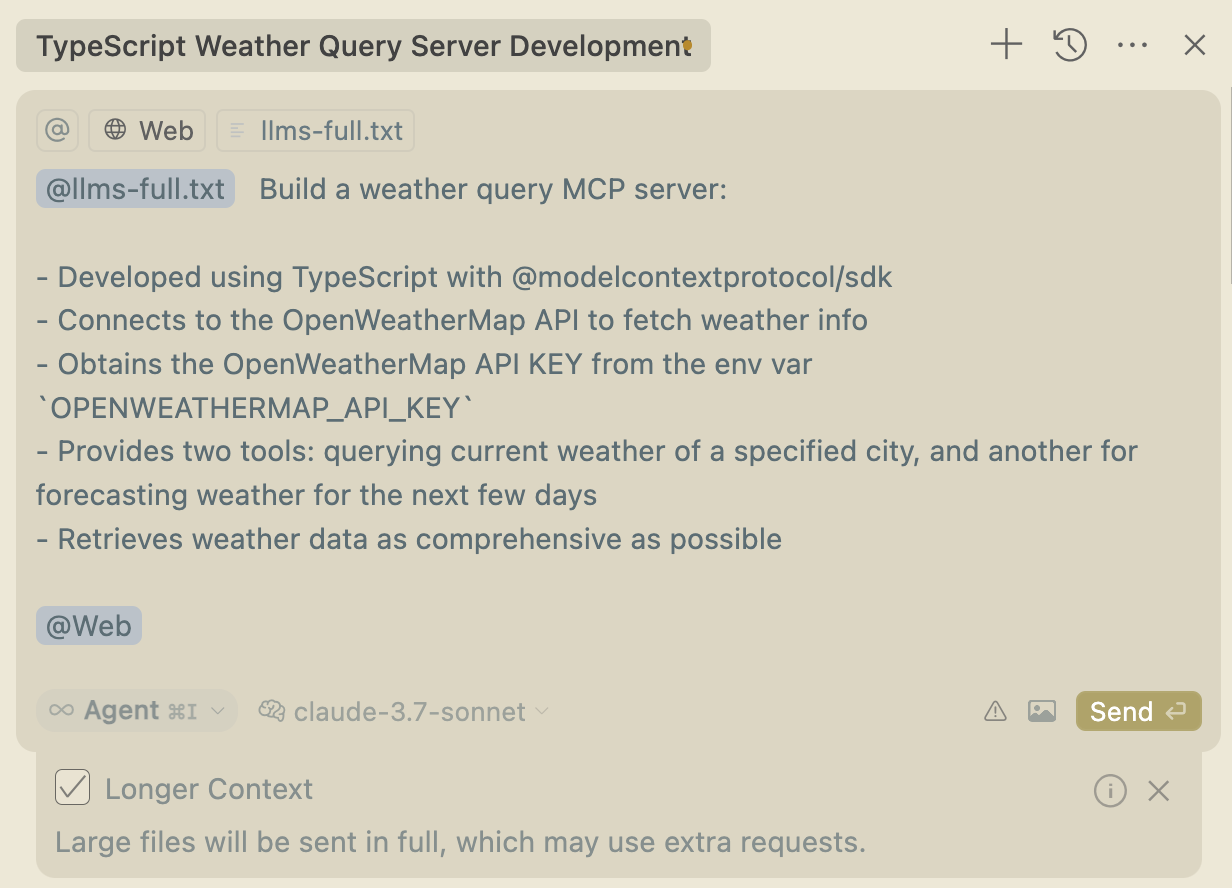 TypeScript Weather Query Server Development
@ Web llms-full.txt
@llms-full.txt Build a weather query MCP server:
- Developed using TypeScript with @modelcontextprotocol/sdk
- Connects to the OpenWeatherMap API to fetch weather info
- Obtains the OpenWeatherMap API KEY from the env var
`OPENWEATHERMAP_API_KEY`
- Provides two tools: querying current weather of a specified city, and another for
forecasting weather for the next few days
- Retrieves weather data as comprehensive as possible
@Web
Agent ⌘I claude-3.7-sonnet Send
Longer Context
Large files will be sent in full, which may use extra requests.